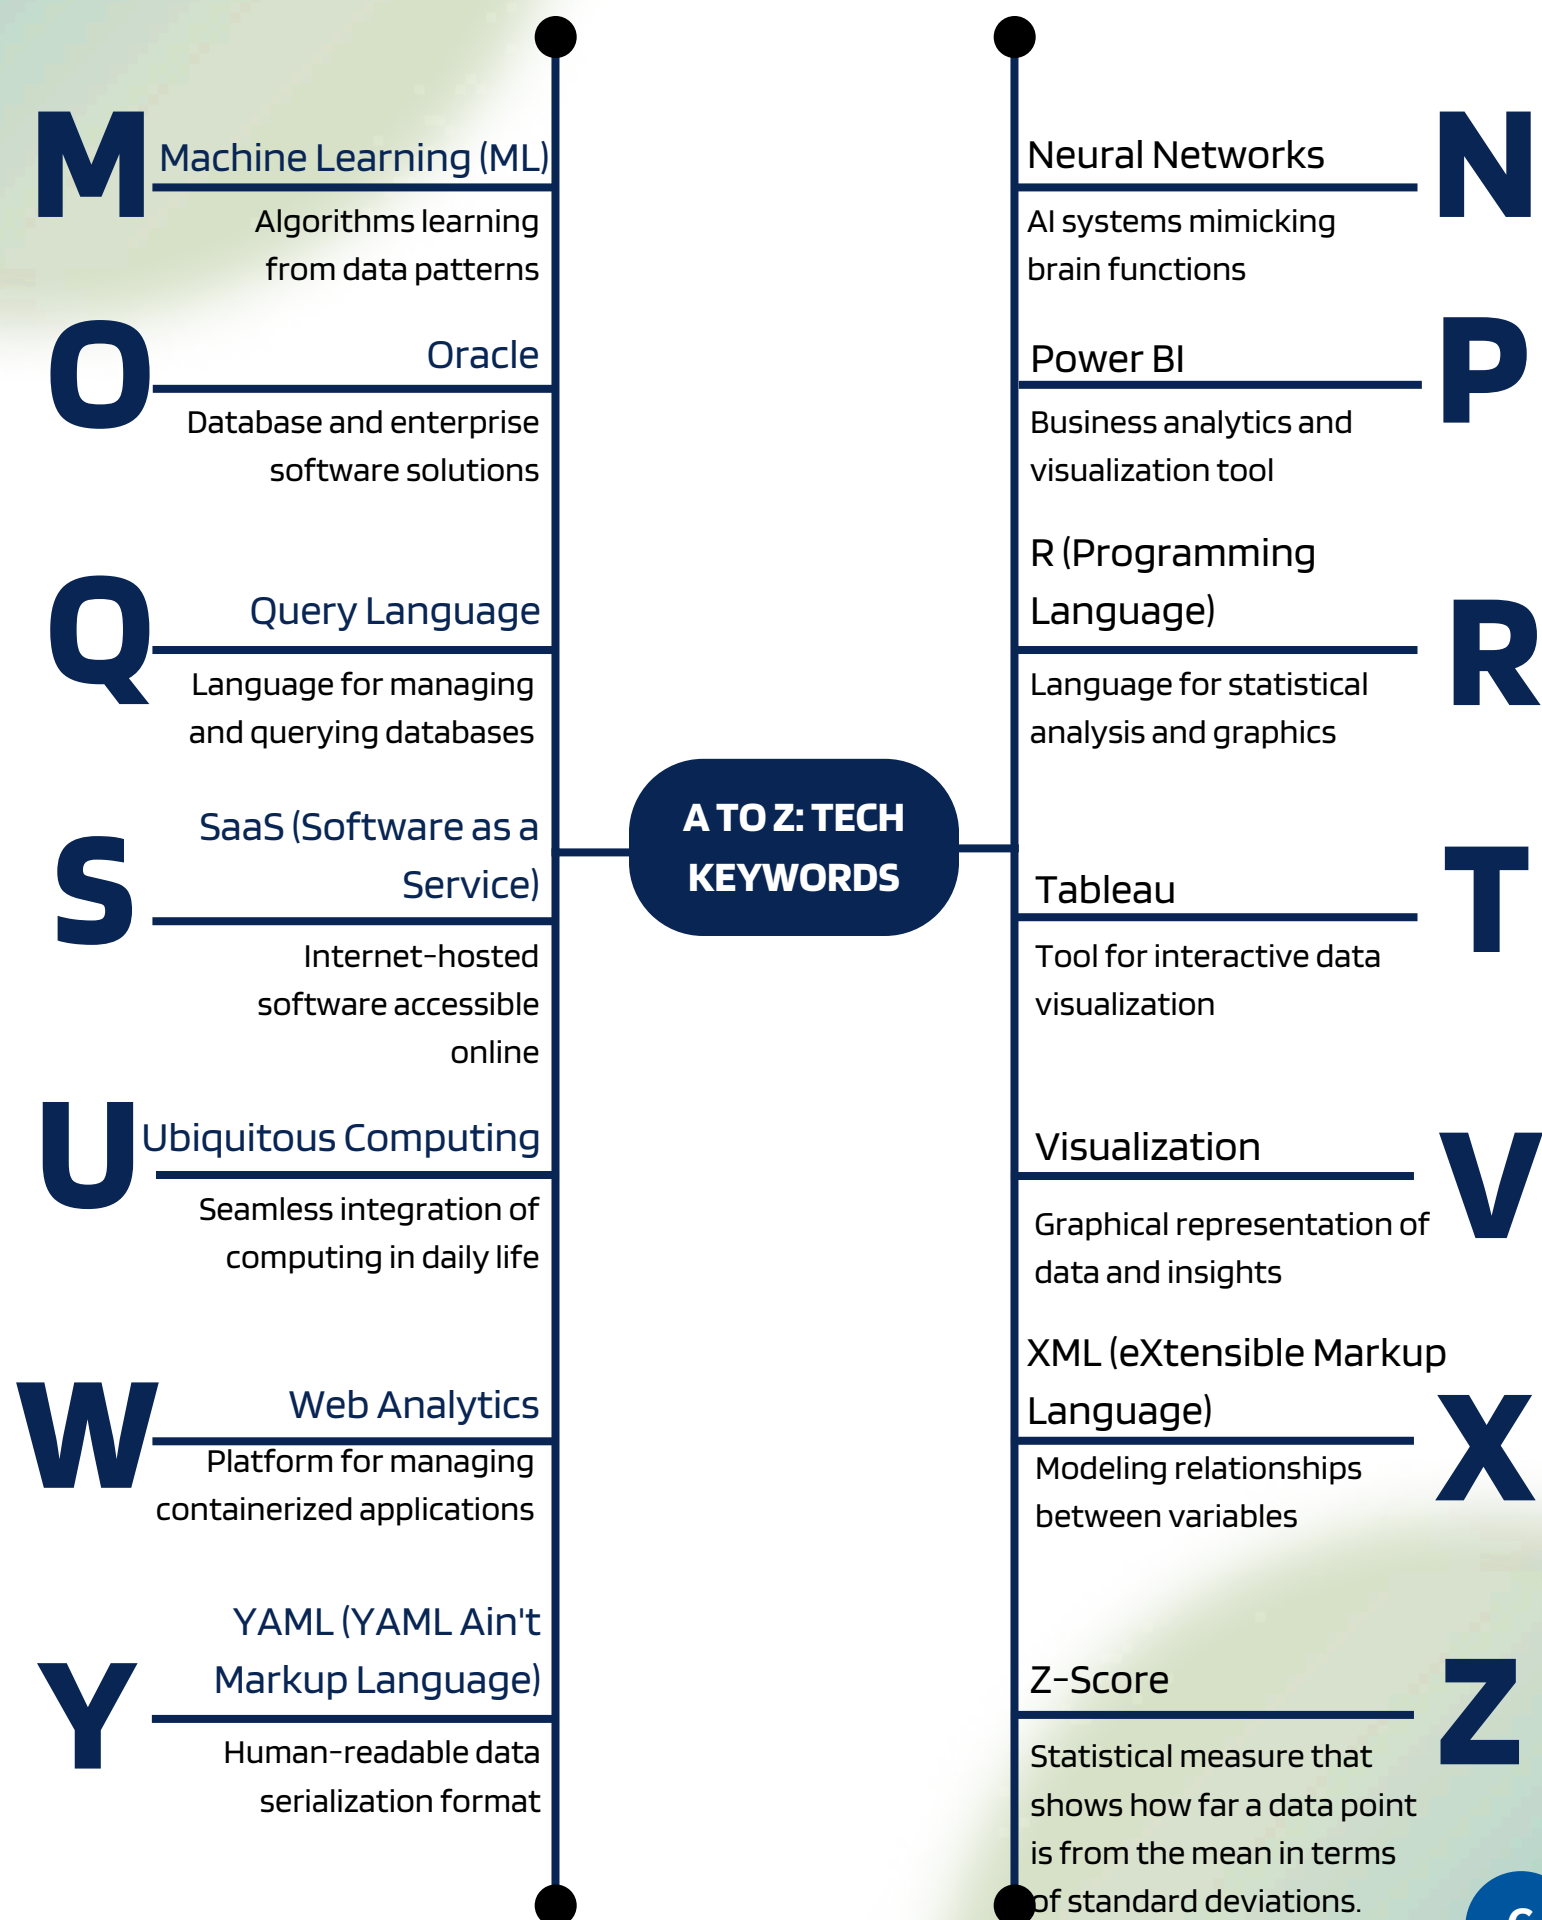 M
Machine Learning (ML)
Algorithms learning
from data patterns
N
Neural Networks
AI systems mimicking
brain functions
O
Oracle
Database and enterprise
software solutions
P
Power BI
Business analytics and
visualization tool
Q
Query Language
Language for managing
and querying databases
R
R (Programming
Language)
Language for statistical
analysis and graphics
A TO Z: TECH
KEYWORDS
S
SaaS (Software as a
Service)
Internet-hosted
software accessible
online
T
Tableau
Tool for interactive data
visualization
U
Ubiquitous Computing
Seamless integration of
computing in daily life
V
Visualization
Graphical representation of
data and insights
W
Web Analytics
Platform for managing
containerized applications
X
XML (eXtensible Markup
Language)
Modeling relationships
between variables
Y
YAML (YAML Ain't
Markup Language)
Human-readable data
serialization format
Z
Z-Score
Statistical measure that
shows how far a data point
is from the mean in terms
of standard deviations.